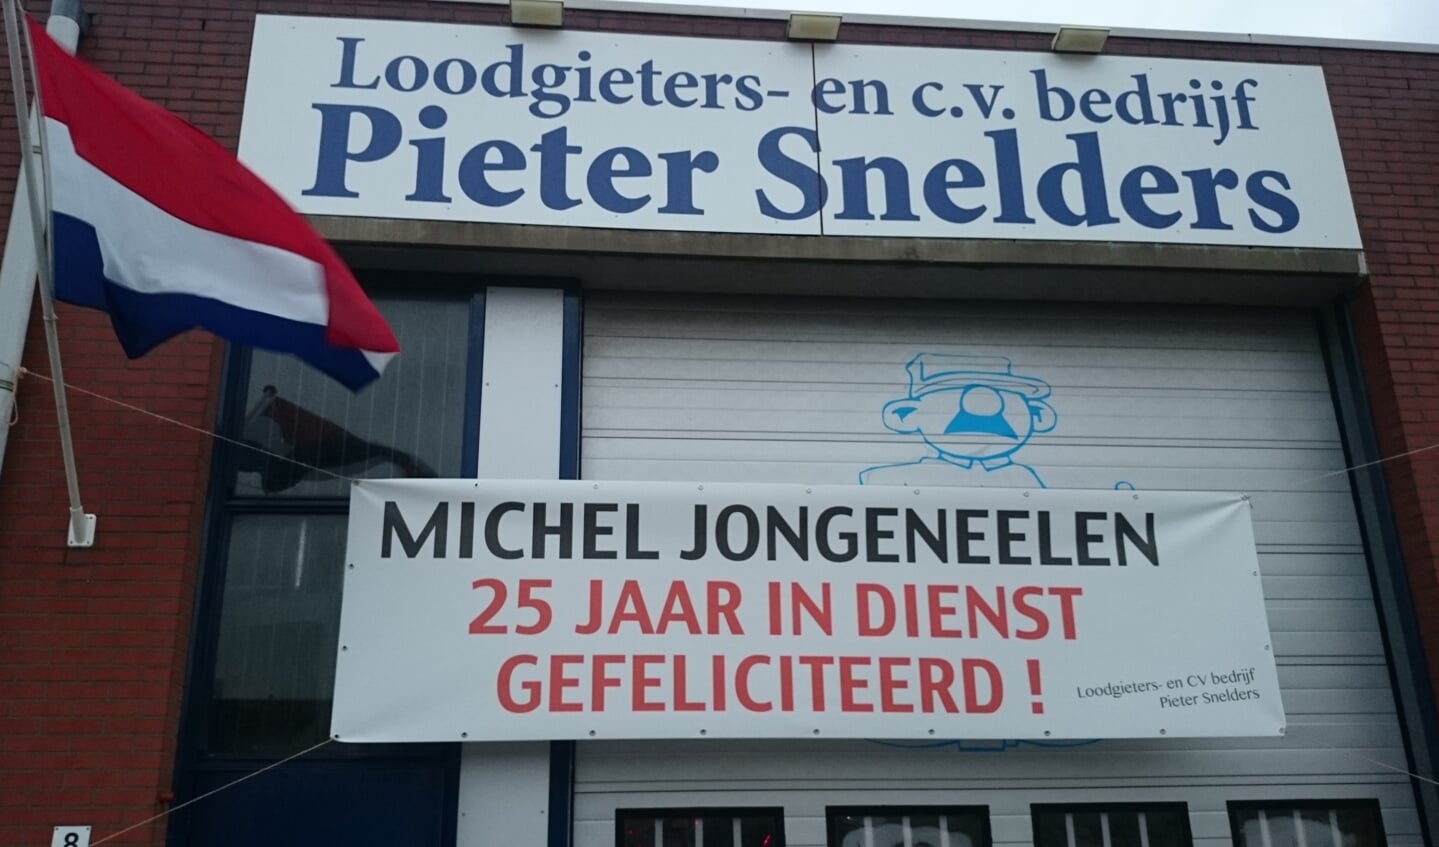 Loodgieters- en c.v. bedrijf
Pieter Snelders
MICHEL JONGENEELEN
25 JAAR IN DIENST
GEFELICITEERD !
Loodgieters- en CV bedrijf
Pieter Snelders
8